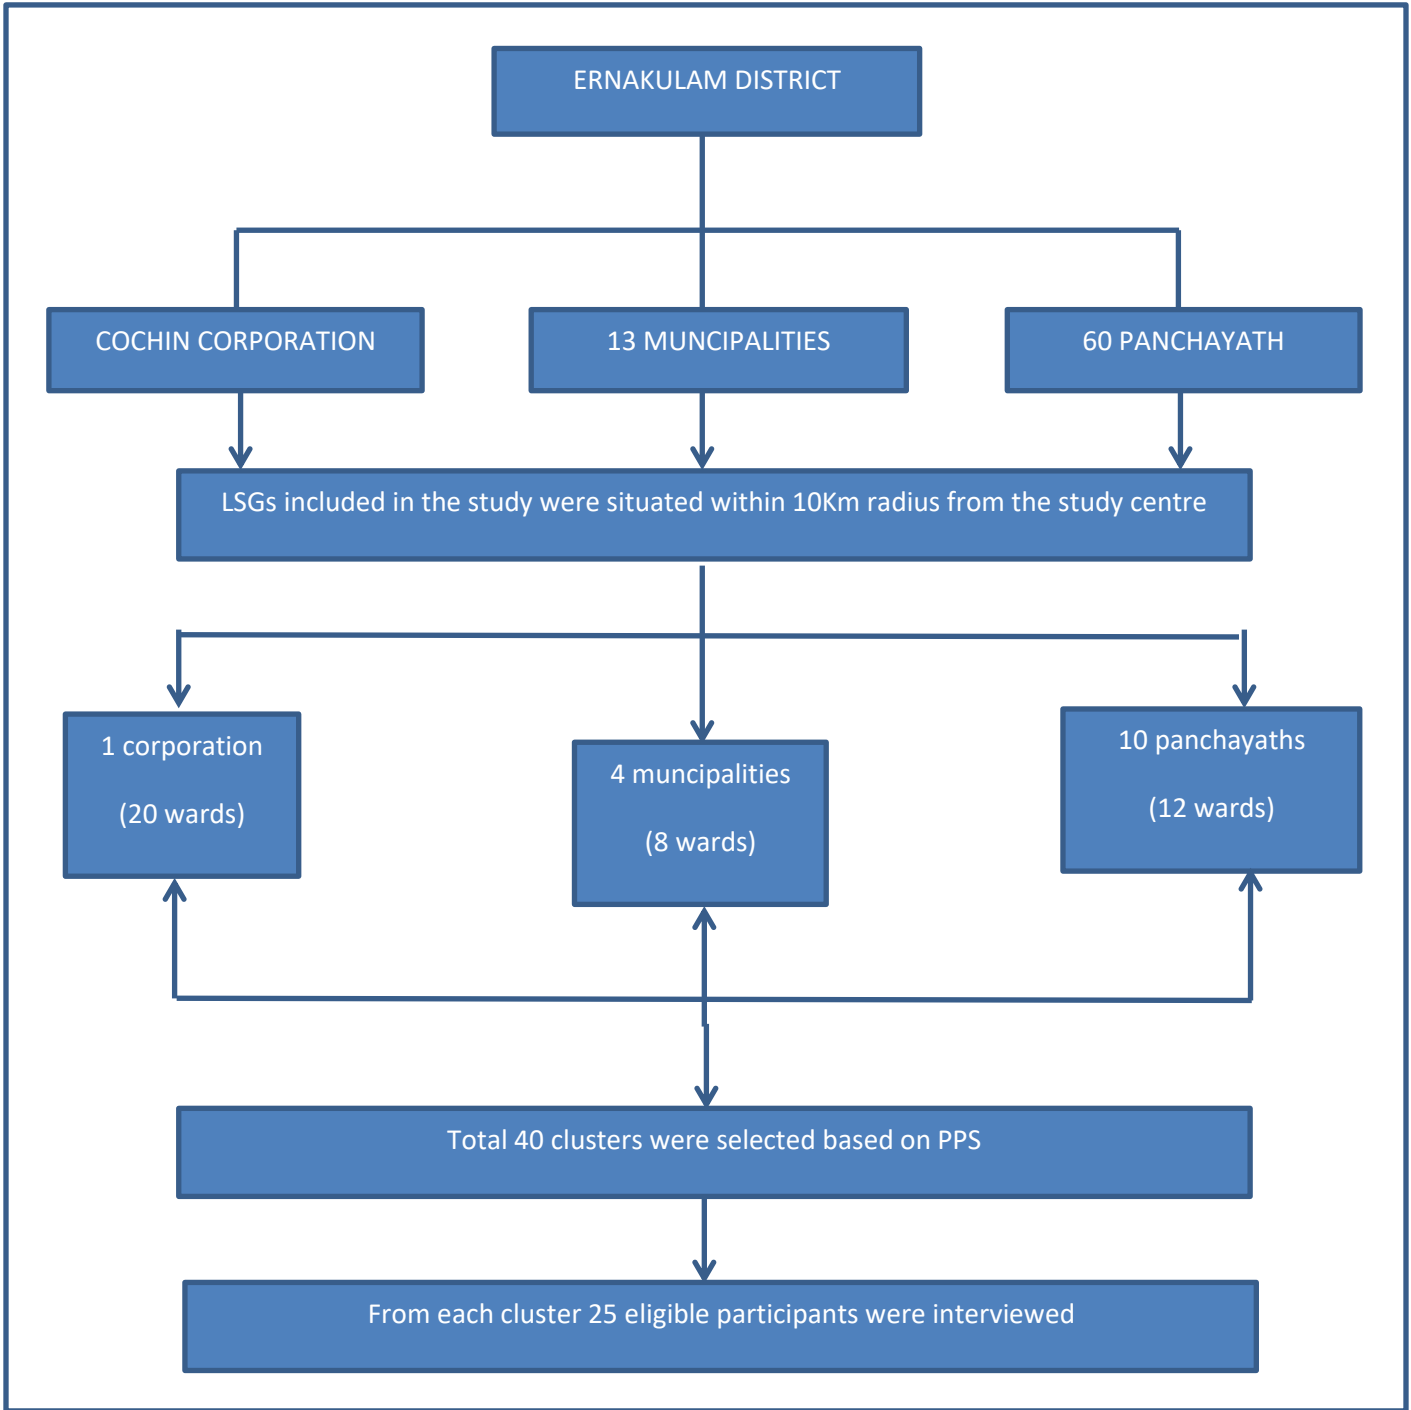 ERNAKULAM DISTRICT
COCHIN CORPORATION
13 MUNCIPALITIES
60 PANCHAYATH
LSGs included in the study were situated within 10Km radius from the study centre
1 corporation
(20 wards)
4 muncipalities
(8 wards)
10 panchayaths
(12 wards)
Total 40 clusters were selected based on PPS
From each cluster 25 eligible participants were interviewed